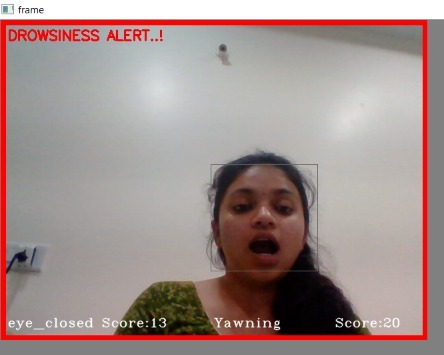 frame
DROWSINESS ALERT..!
eye_closed Score:13 Yawning Score:20